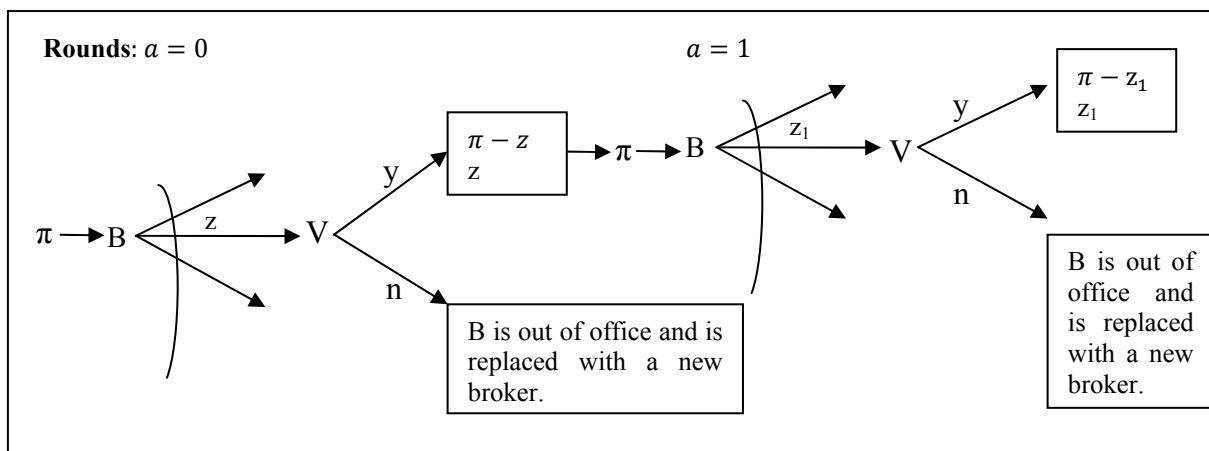 Rounds: 𝑎 = 0
𝑎 = 1
π
B
z
V
y
n
𝜋 − 𝑧
z
B is out of office and is
replaced with a new
broker.
π
B
z₁
V
y
n
𝜋 − z₁
z₁
B is out of
office and
is replaced
with a new
broker.